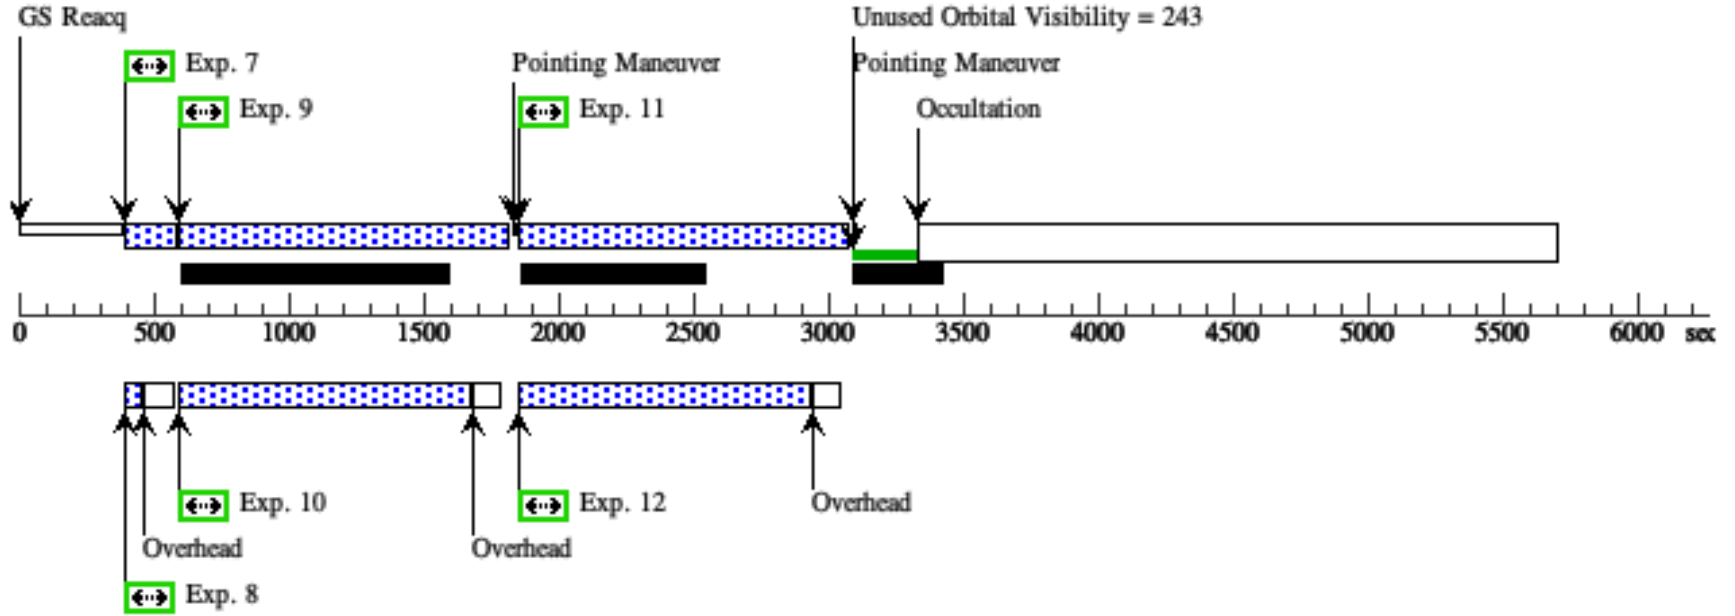 GS Reacq
Unused Orbital Visibility = 243
Exp. 7
Pointing Maneuver
Pointing Maneuver
Exp. 9
Exp. 11
Occultation
0 500 1000 1500 2000 2500 3000 3500 4000 4500 5000 5500 6000 sec
Exp. 10
Exp. 12
Overhead
Overhead
Overhead
Exp. 8